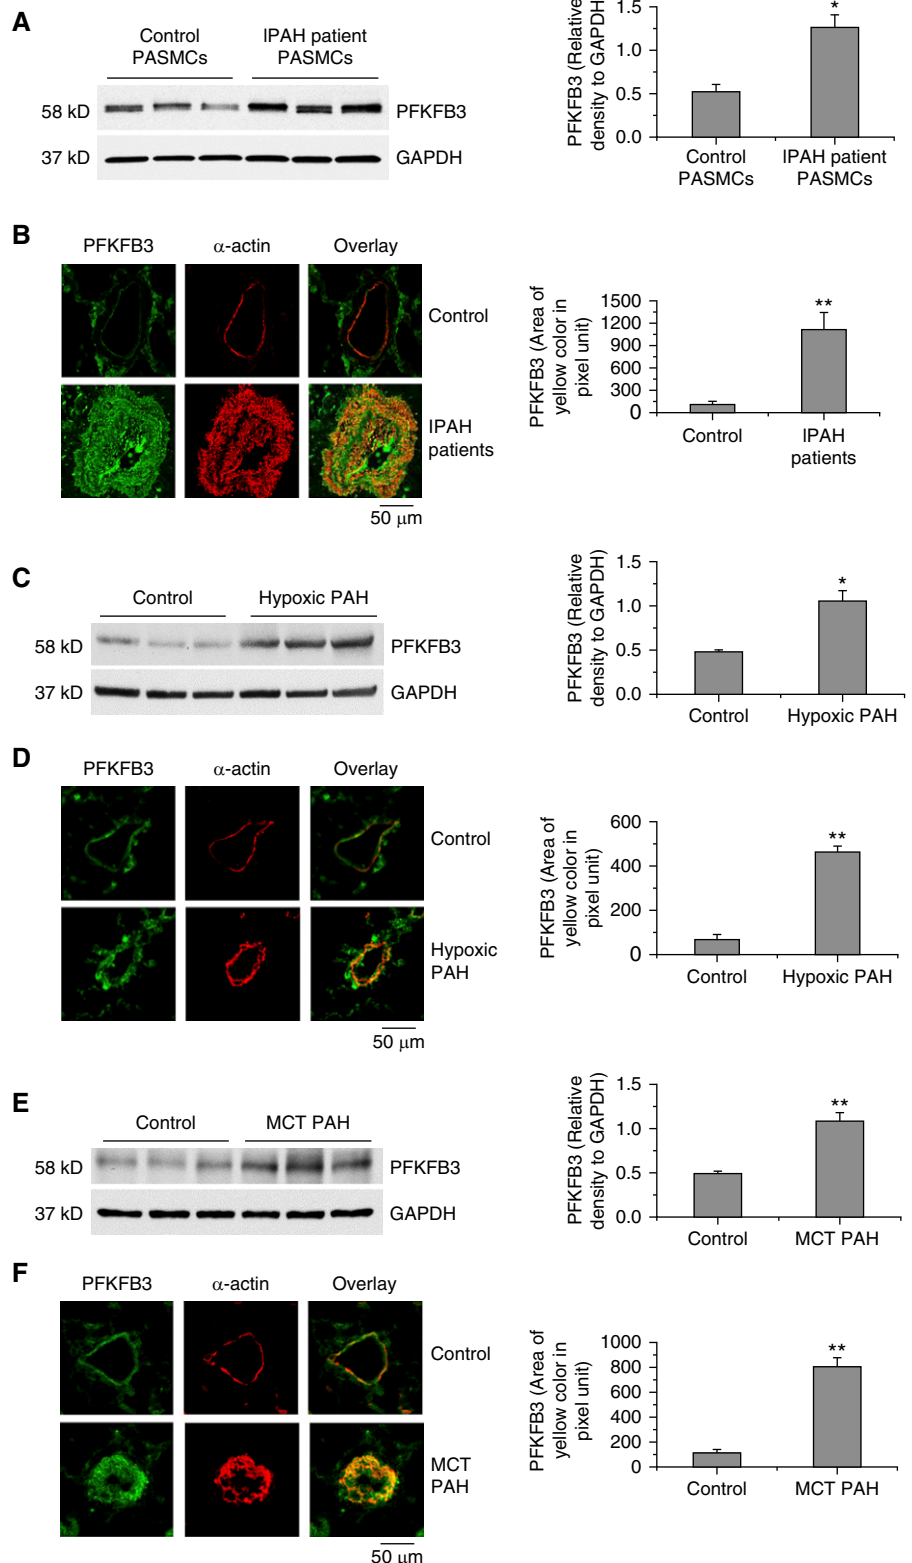 A
Control
PASMCs
IPAH patient
PASMCs
58 kD
PFKFB3
37 kD
GAPDH
PFKFB3 (Relative
density to GAPDH)
1.5
1.0
0.5
0.0
*
Control
PASMCs
IPAH patient
PASMCs
B
PFKFB3
α-actin
Overlay
Control
IPAH
patients
50 μm
PFKFB3 (Area of
yellow color in
pixel unit)
1500
1200
900
600
300
0
**
Control
IPAH
patients
C
Control
Hypoxic PAH
58 kD
PFKFB3
37 kD
GAPDH
PFKFB3 (Relative
density to GAPDH)
1.5
1.0
0.5
0.0
*
Control
Hypoxic PAH
D
PFKFB3
α-actin
Overlay
Control
Hypoxic
PAH
50 μm
PFKFB3 (Area of
yellow color in
pixel unit)
600
400
200
0
**
Control
Hypoxic PAH
E
Control
MCT PAH
58 kD
PFKFB3
37 kD
GAPDH
PFKFB3 (Relative
density to GAPDH)
1.5
1.0
0.5
0.0
**
Control
MCT PAH
F
PFKFB3
α-actin
Overlay
Control
MCT
PAH
50 μm
PFKFB3 (Area of
yellow color in
pixel unit)
1000
800
600
400
200
0
**
Control
MCT PAH